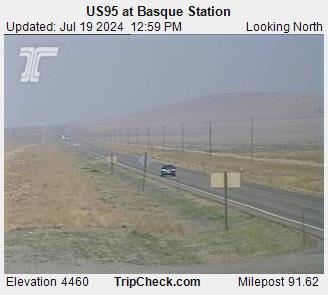 US95 at Basque Station
Updated: Jul 19 2024 12:59 PM Looking North
Elevation 4460 TripCheck.com Milepost 91.62